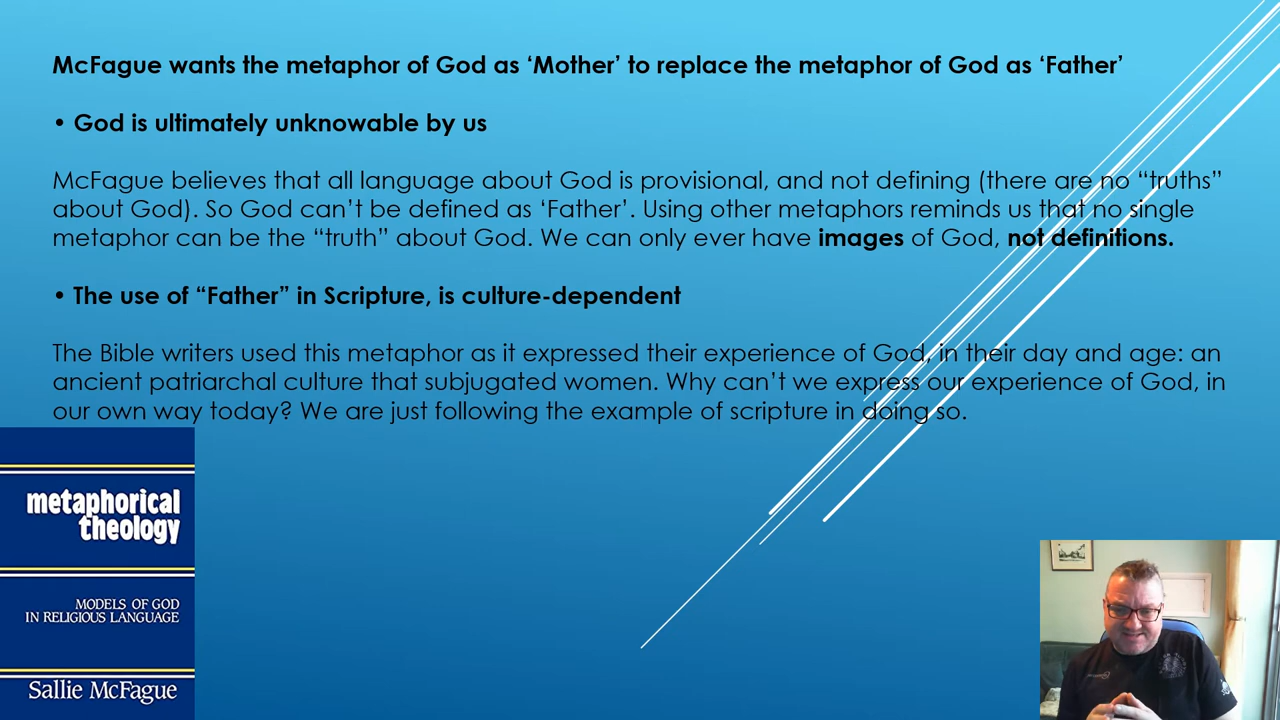 McFague wants the metaphor of God as ‘Mother’ to replace the metaphor of God as ‘Father’
• God is ultimately unknowable by us
McFague believes that all language about God is provisional, and not defining (there are no “truths”
about God). So God can’t be defined as ‘Father’. Using other metaphors reminds us that no single
metaphor can be the “truth” about God. We can only ever have images of God, not definitions.
• The use of “Father” in Scripture, is culture-dependent
The Bible writers used this metaphor as it expressed their experience of God, in their day and age: an
ancient patriarchal culture that subjugated women. Why can’t we express our experience of God, in
our own way today? We are just following the example of scripture in doing so.
metaphorical
theology
MODELS OF GOD
IN RELIGIOUS LANGUAGE
Sallie McFague